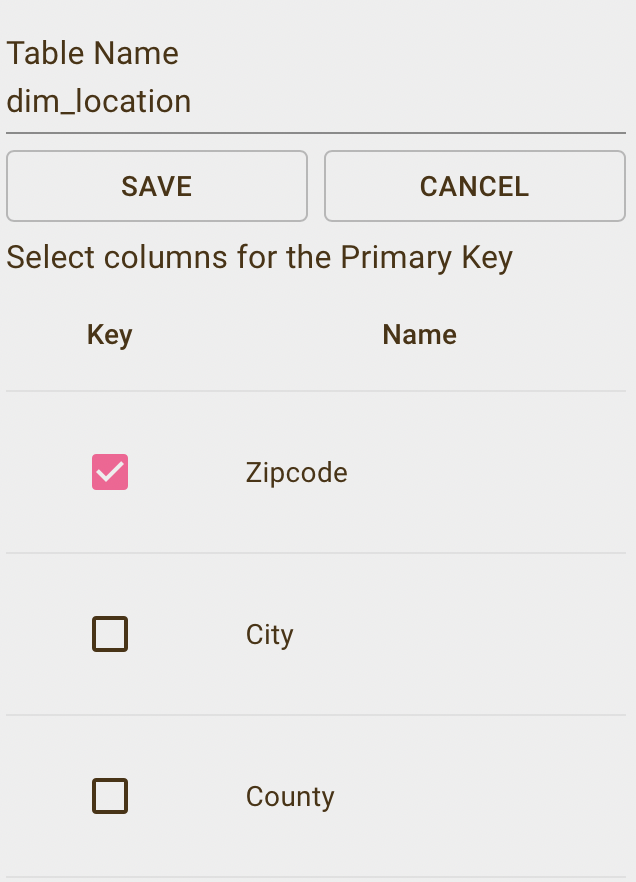 Table Name
dim_location
SAVE CANCEL
Select columns for the Primary Key
Key Name
Zipcode
City
County